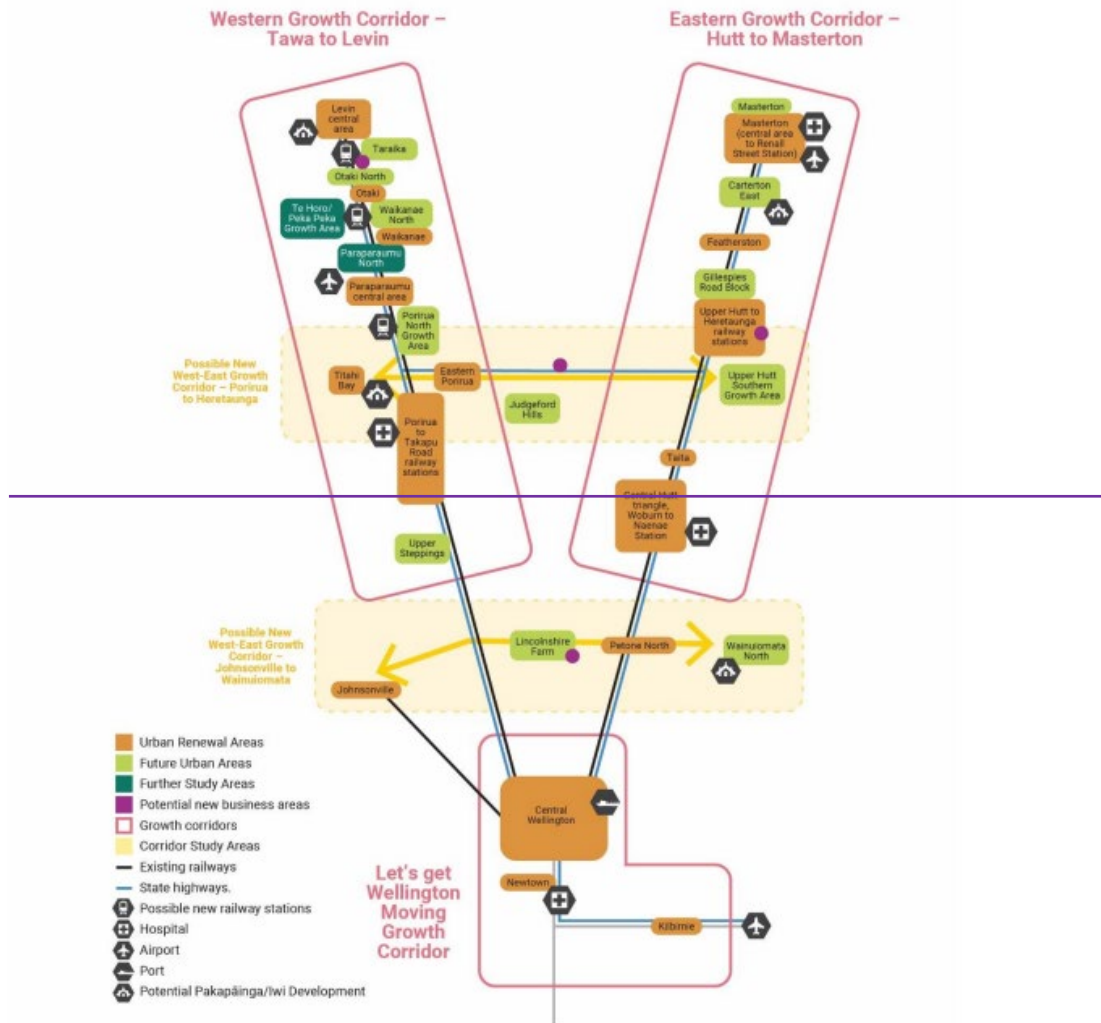 Western Growth Corridor –
Tawa to Levin
Eastern Growth Corridor –
Hutt to Masterton
Levin
central
area
Taraika
Otaki North
Otaki
Te Horo/
Peka Peka
Growth Area
Waikanae
North
Waikanae
Paraparaumu
North
Paraparaumu
central area
Porirua
North
Growth
Area
Masterton
Masterton
(central area
to Renall
Street Station)
Carterton
East
Featherston
Gillespies
Road Block
Upper Hutt to
Heretaunga
railway
stations
Possible New
West-East Growth
Corridor – Porirua
to Heretaunga
Titahi
Bay
Eastern
Porirua
Judgeford
Hills
Upper Hutt
Southern
Growth Area
Porirua
to
Takapu
Road
railway
stations
Taita
Central Hutt
triangle,
Woburn to
Naenae
Station
Upper
Steppings
Possible New
West-East Growth
Corridor –
Johnsonville to
Wainuiomata
Lincolnshire
Farm
Petone North
Wainuiomata
North
Johnsonville
Urban Renewal Areas
Future Urban Areas
Further Study Areas
Potential new business areas
Growth corridors
Corridor Study Areas
Existing railways
State highways.
Possible new railway stations
Hospital
Airport
Port
Potential Pakapāinga/Iwi Development
Central
Wellington
Let's get
Wellington
Moving
Growth
Corridor
Newtown
Kilbirnie